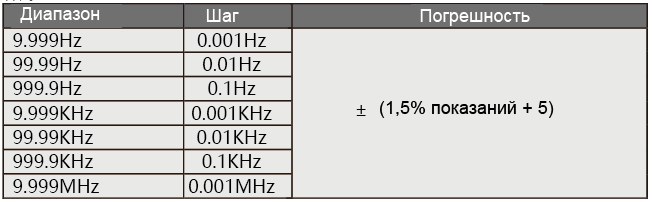 Диапазон Шаг Погрешность
9.999Hz 0.001Hz
99.99Hz 0.01Hz
999.9Hz 0.1Hz
9.999KHz 0.001KHz ± (1,5% показаний + 5)
99.99KHz 0.01KHz
999.9KHz 0.1KHz
9.999MHz 0.001MHz